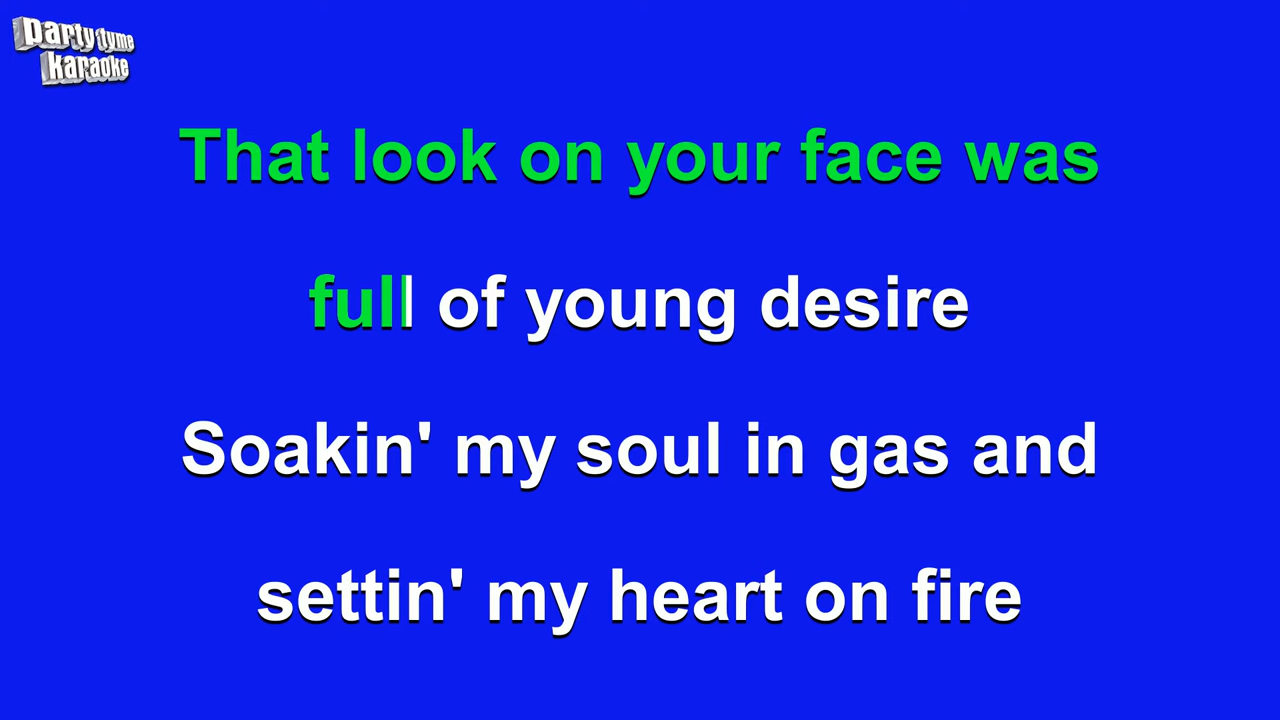 party tyme
karaoke
That look on your face was
full of young desire
Soakin' my soul in gas and
settin' my heart on fire